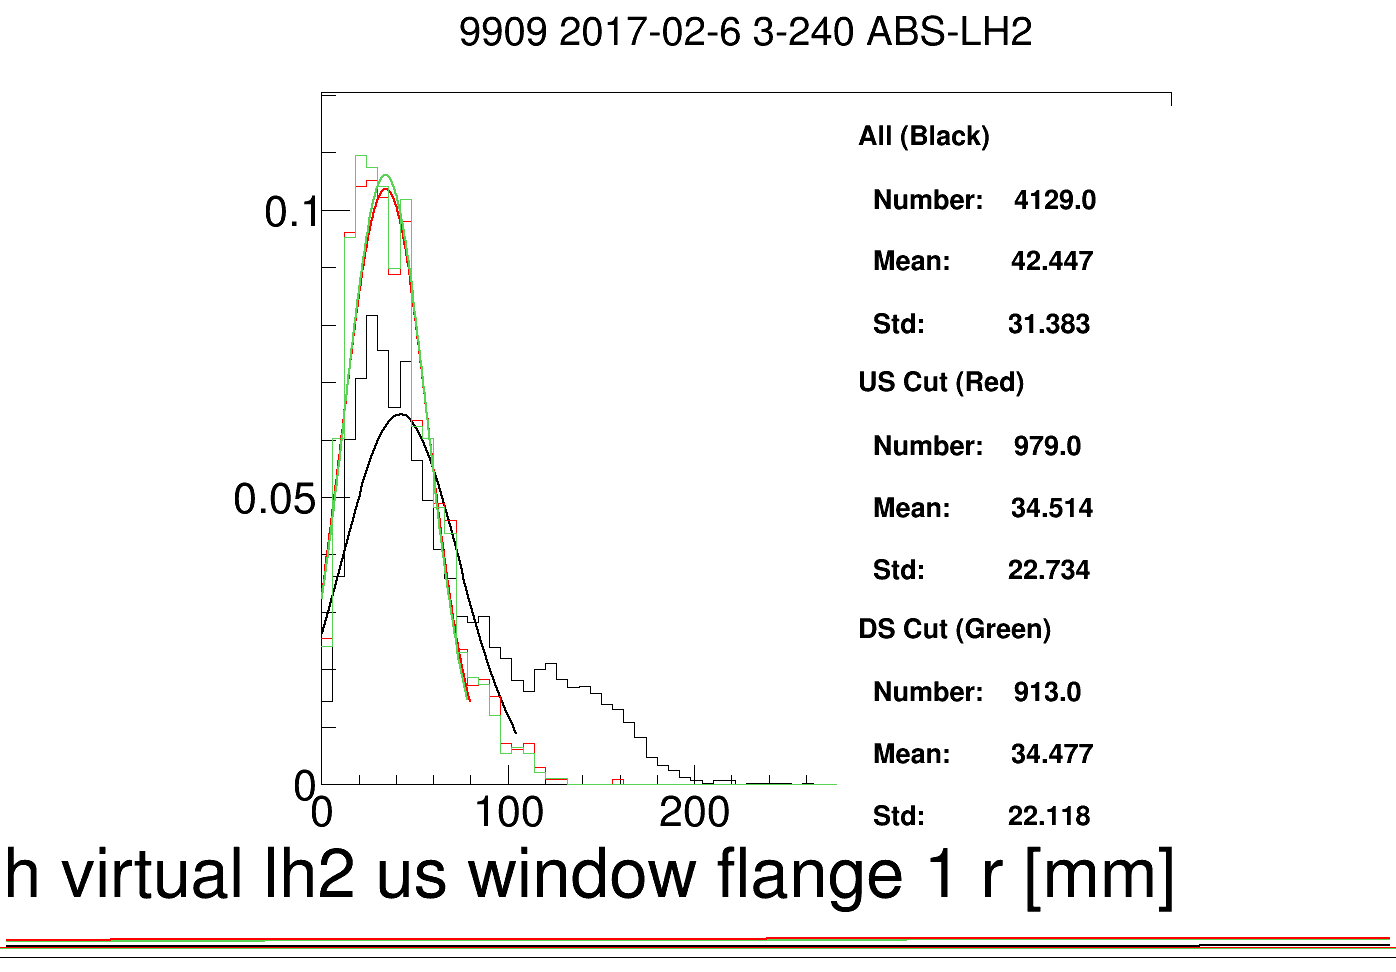 9909 2017-02-6 3-240 ABS-LH2
All (Black)
Number: 4129.0
Mean: 42.447
Std: 31.383
US Cut (Red)
Number: 979.0
Mean: 34.514
Std: 22.734
DS Cut (Green)
Number: 913.0
Mean: 34.477
Std: 22.118
0.1
0.05
0
0 100 200
h virtual lh2 us window flange 1 r [mm]